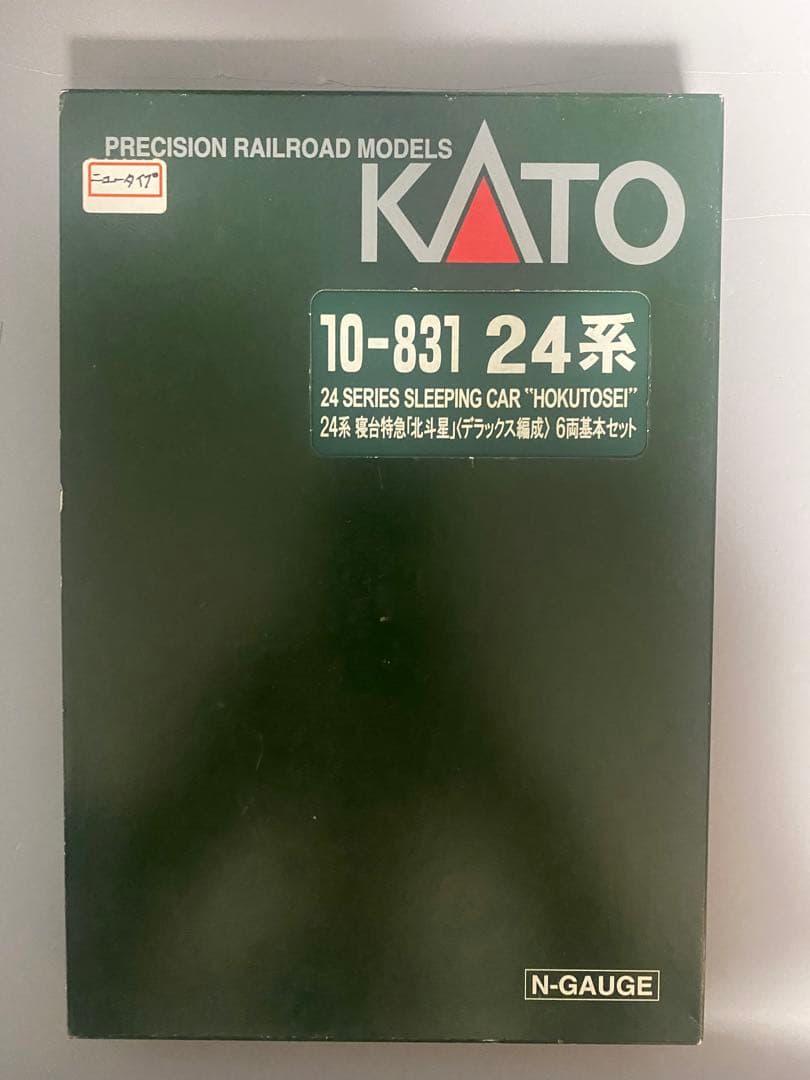 PRECISION RAILROAD MODELS
ニュータイプ
KATO
10-831 24系
24 SERIES SLEEPING CAR "HOKUTOSEI"
24系 寝台特急「北斗星」〈デラックス編成〉 6両基本セット
N-GAUGE